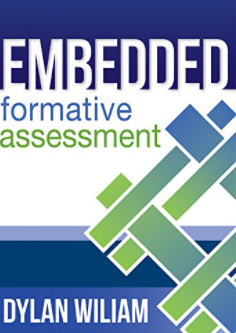 EMBEDDED
formative
assessment
DYLAN WILIAM